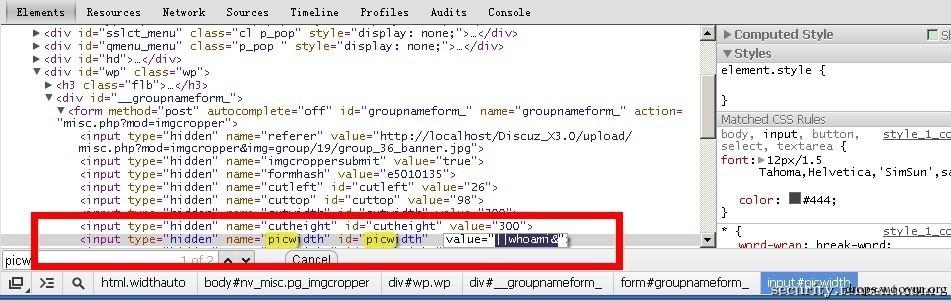 Elements Resources Network Sources Timeline Profiles Audits Console
<div id="sslct_menu" class="cl p_pop" style="display: none;">…</div>
<div id="qmenu_menu" class="p_pop " style="display: none;">…</div>
<div id="hd">…</div>
<div id="wp" class="wp">
<h3 class="flb">…</h3>
<div id="__groupnameform_">
<form method="post" autocomplete="off" id="groupnameform_" name="groupnameform_" action=
"misc.php?mod=imgcropper">
<input type="hidden" name="referer" value="http://localhost/Discuz_X3.0/upload/
misc.php?mod=imgcropper&img=group/19/group_36_banner.jpg">
<input type="hidden" name="imgcroppersubmit" value="true">
<input type="hidden" name="formhash" value="e5010135">
<input type="hidden" name="cutleft" id="cutleft" value="26">
<input type="hidden" name="cuttop" id="cuttop" value="98">
<input type="hidden" name="cutwidth" id="cutwidth" value="300">
<input type="hidden" name="cutheight" id="cutheight" value="300">
<input type="hidden" name="picwidth" id="picwidth" value="||whoami&">
picw 1 of 2 Cancel
html.widthauto body#nv_misc.pg_imgcropper div#wp.wp div#__groupnameform_ form#groupnameform_ input#picwidth
Computed Style
Styles
element.style {
}
Matched CSS Rules
body, input, button, style_1_co
select, textarea {
font: 12px/1.5
Tahoma,Helvetica,'SimSun',sa
color: #444;
}
* { style_1_co
word-wrap: break-word;
drops.wooyun.org